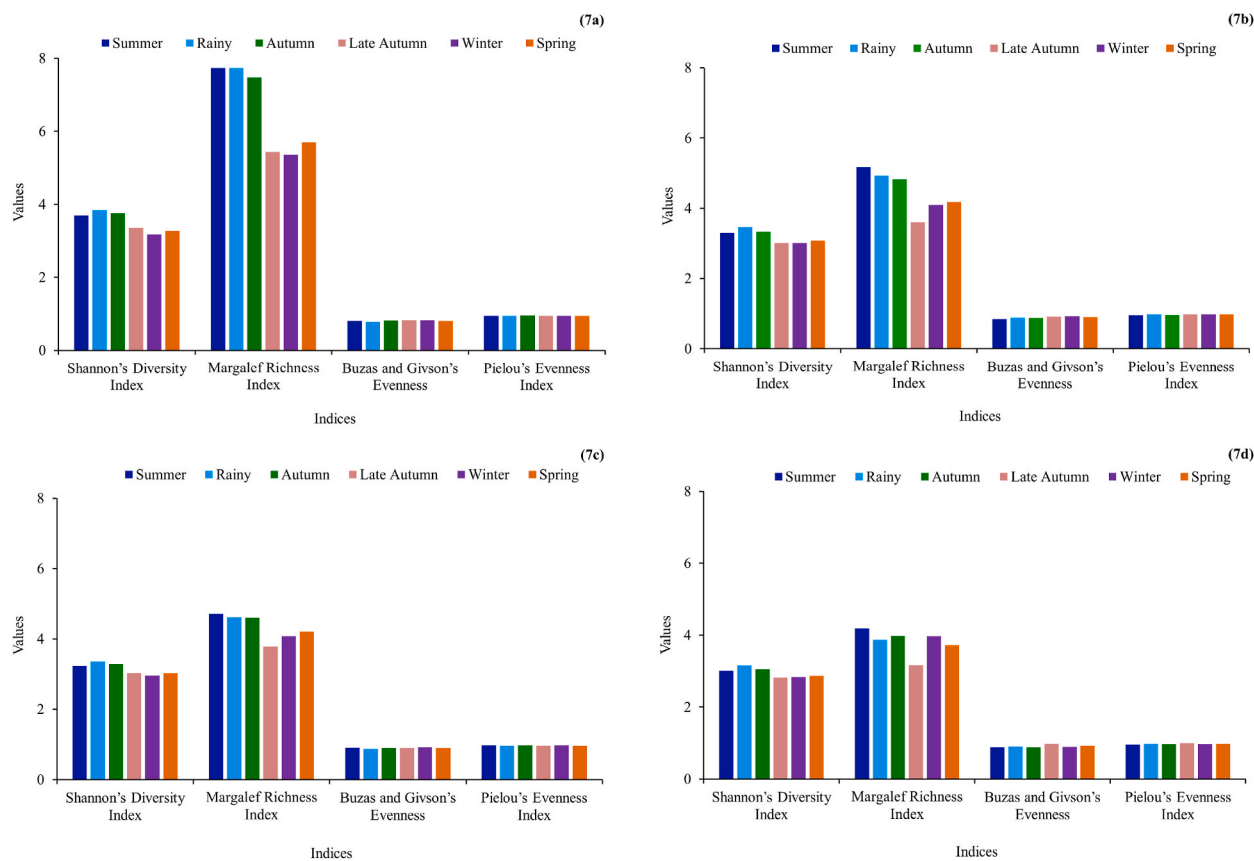 (7a)
Summer Rainy Autumn Late Autumn Winter Spring
8
6
4
2
0
Values
Shannon's Diversity Index
Margalef Richness Index
Buzas and Givson's Evenness
Pielou's Evenness Index
Indices
(7b)
Summer Rainy Autumn Late Autumn Winter Spring
8
6
4
2
0
Values
Shannon's Diversity Index
Margalef Richness Index
Buzas and Givson's Evenness
Pielou's Evenness Index
Indices
(7c)
Summer Rainy Autumn Late Autumn Winter Spring
8
6
4
2
0
Values
Shannon's Diversity Index
Margalef Richness Index
Buzas and Givson's Evenness
Pielou's Evenness Index
Indices
(7d)
Summer Rainy Autumn Late Autumn Winter Spring
8
6
4
2
0
Values
Shannon's Diversity Index
Margalef Richness Index
Buzas and Givson's Evenness
Pielou's Evenness Index
Indices